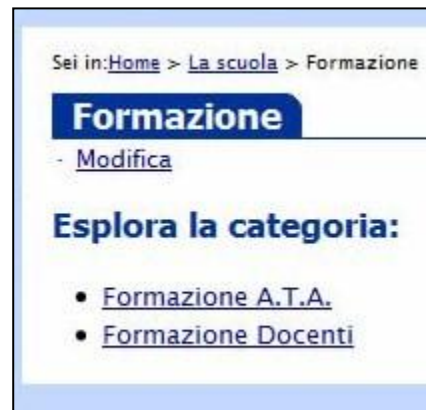 Sei in:Home > La scuola > Formazione
Formazione
- Modifica
Esplora la categoria:
• Formazione A.T.A.
• Formazione Docenti